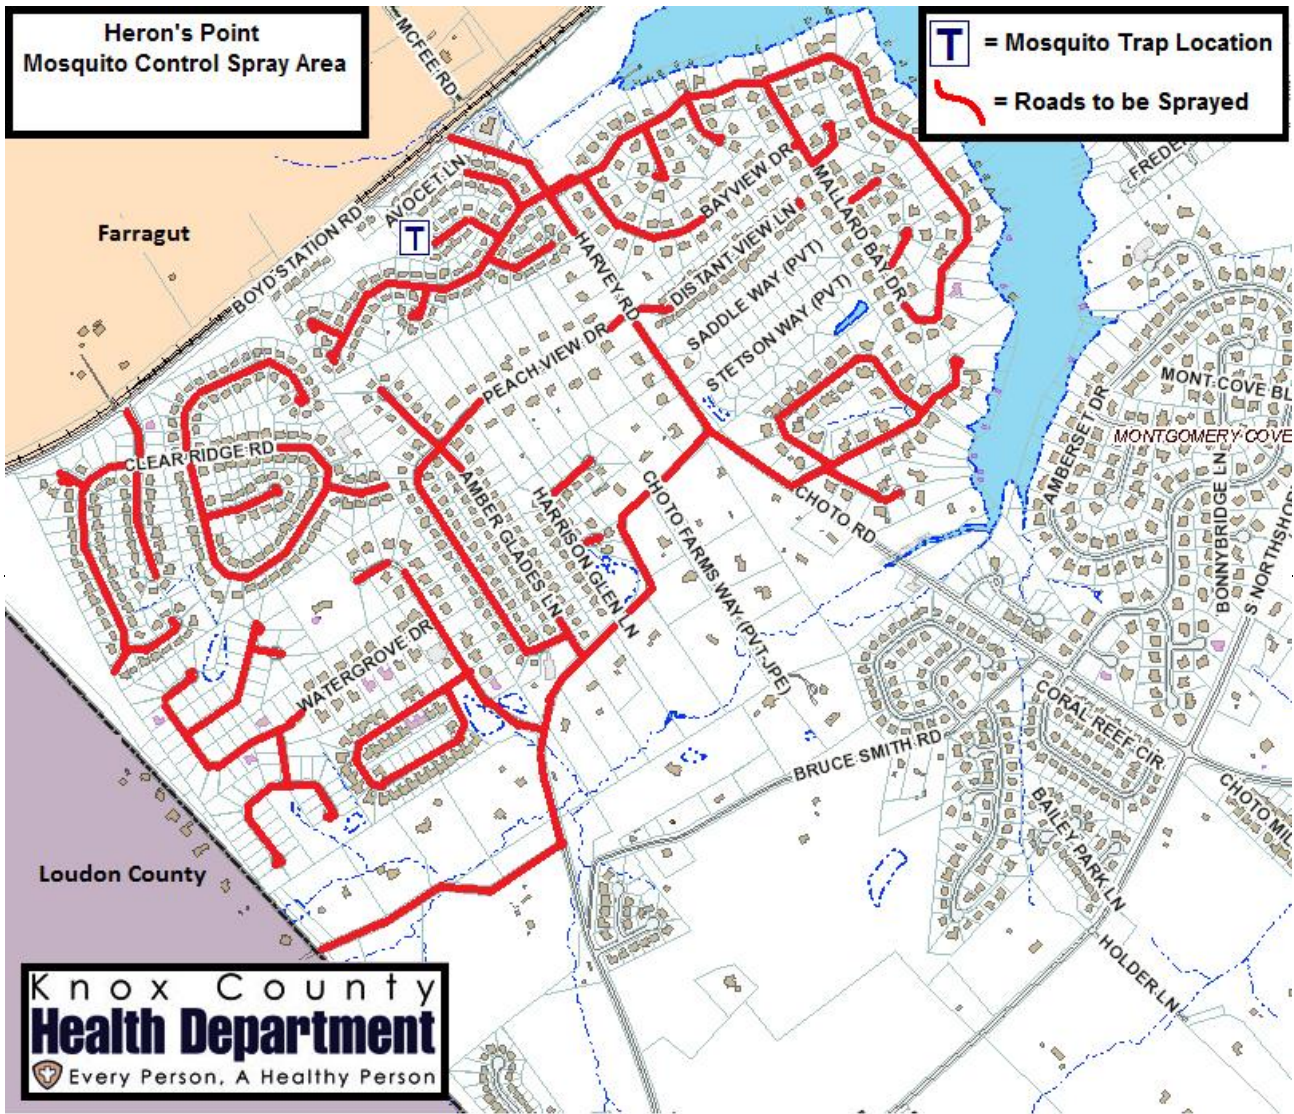 Heron's Point
Mosquito Control Spray Area
T = Mosquito Trap Location
= Roads to be Sprayed
MCFEE RD
FREDER
AVOCET LN
BAYVIEW DR
MALLARD BAY DR
T
Farragut
BOYD STATION RD
HARVEY RD
DISTANT VIEW LN
SADDLE WAY (PVT)
STETSON WAY (PVT)
PEACH VIEW DR
MONT COVE BL
AMBERSET DR
MONTGOMERY COVE
CLEAR RIDGE RD
AMBER GLADES LN
HARRISON GLEN LN
CHOTO FARMS WAY (PVT-JPE)
CHOTO RD
BONNYBRIDGE LN
S NORTHSHOR
WATERGROVE DR
CORAL REEF CIR
BRUCE SMITH RD
CHOTO MIL
BAILEY PARK LN
Loudon County
HOLDER LN
Knox County
Health Department
Every Person, A Healthy Person